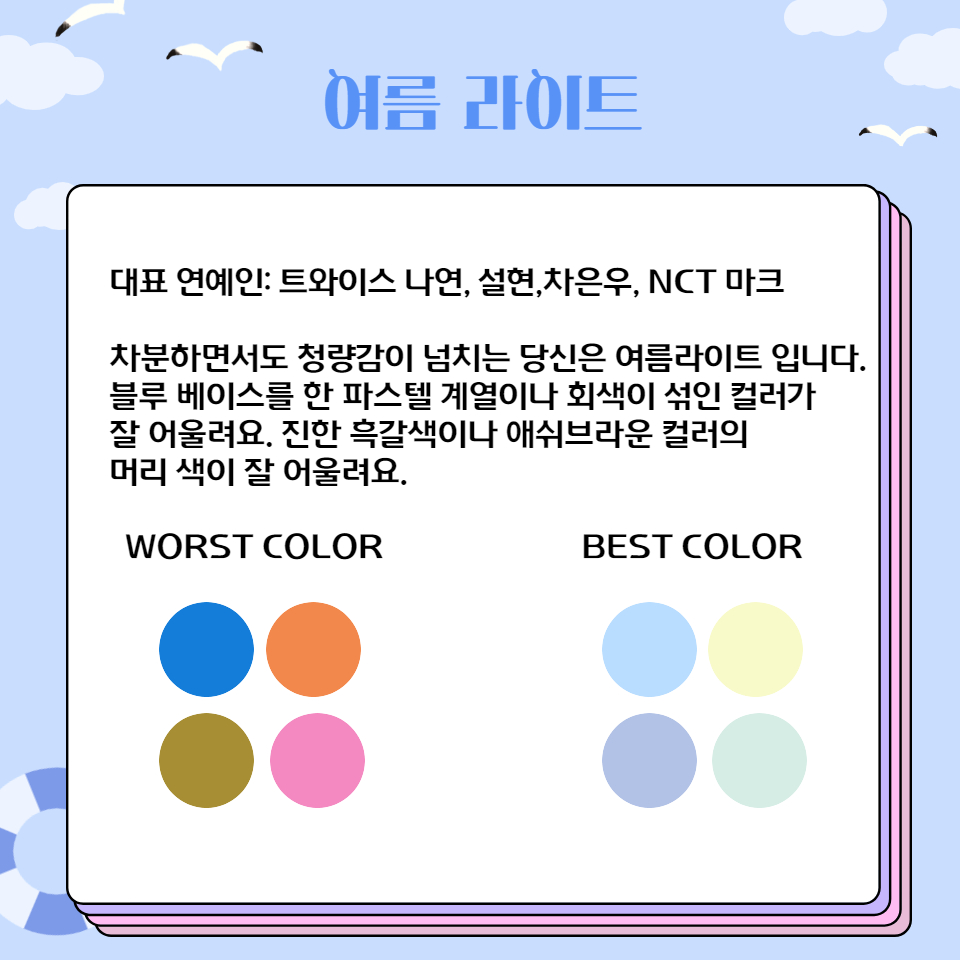 여름 라이트
대표 연예인: 트와이스 나연, 설현,차은우, NCT 마크
차분하면서도 청량감이 넘치는 당신은 여름라이트 입니다.
블루 베이스를 한 파스텔 계열이나 회색이 섞인 컬러가
잘 어울려요. 진한 흑갈색이나 애쉬브라운 컬러의
머리 색이 잘 어울려요.
WORST COLOR
BEST COLOR